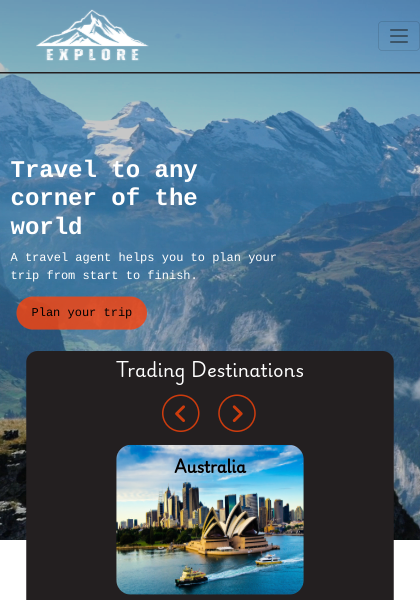 EXPLORE
Travel to any
corner of the
world
A travel agent helps you to plan your
trip from start to finish.
Plan your trip
Trading Destinations
Australia